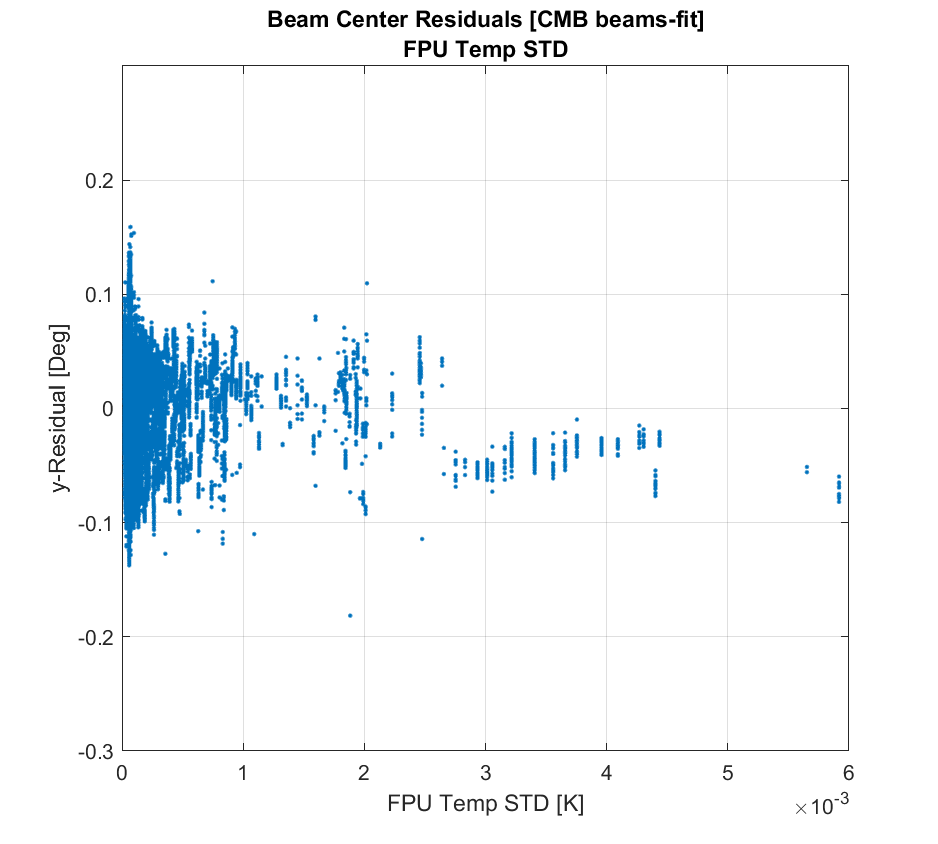 Beam Center Residuals [CMB beams-fit]
FPU Temp STD
y-Residual [Deg]
0.2
0.1
0
-0.1
-0.2
-0.3
0 1 2 3 4 5 6
FPU Temp STD [K]
×10⁻³